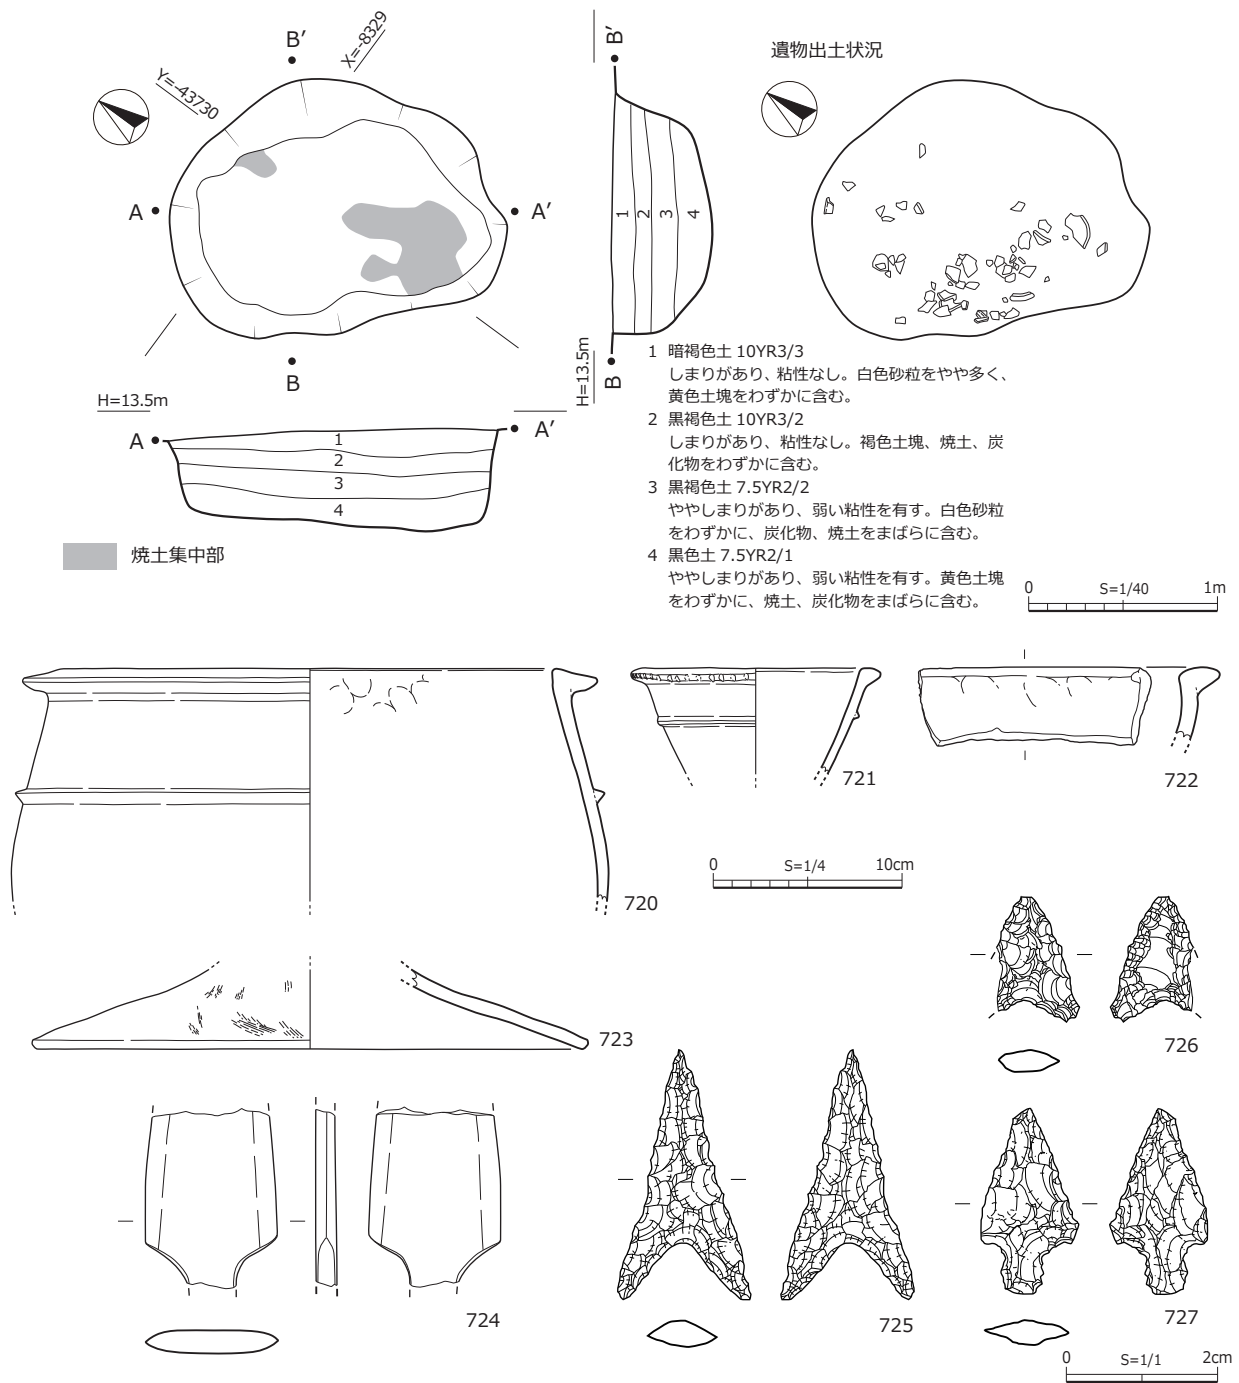 B′
X=-8329
Y=-43730
A
A′
B
B′
B
H=13.5m
1
2
3
4
遺物出土状況
H=13.5m
A
A′
1
2
3
4
焼土集中部
1 暗褐色土 10YR3/3
しまりがあり、粘性なし。白色砂粒をやや多く、
黄色土塊をわずかに含む。
2 黒褐色土 10YR3/2
しまりがあり、粘性なし。褐色土塊、焼土、炭
化物をわずかに含む。
3 黒褐色土 7.5YR2/2
ややしまりがあり、弱い粘性を有す。白色砂粒
をわずかに、炭化物、焼土をまばらに含む。
4 黒色土 7.5YR2/1
ややしまりがあり、弱い粘性を有す。黄色土塊
をわずかに、焼土、炭化物をまばらに含む。
0 S=1/40 1m
720
721
722
0 S=1/4 10cm
723
724
725
726
727
0 S=1/1 2cm